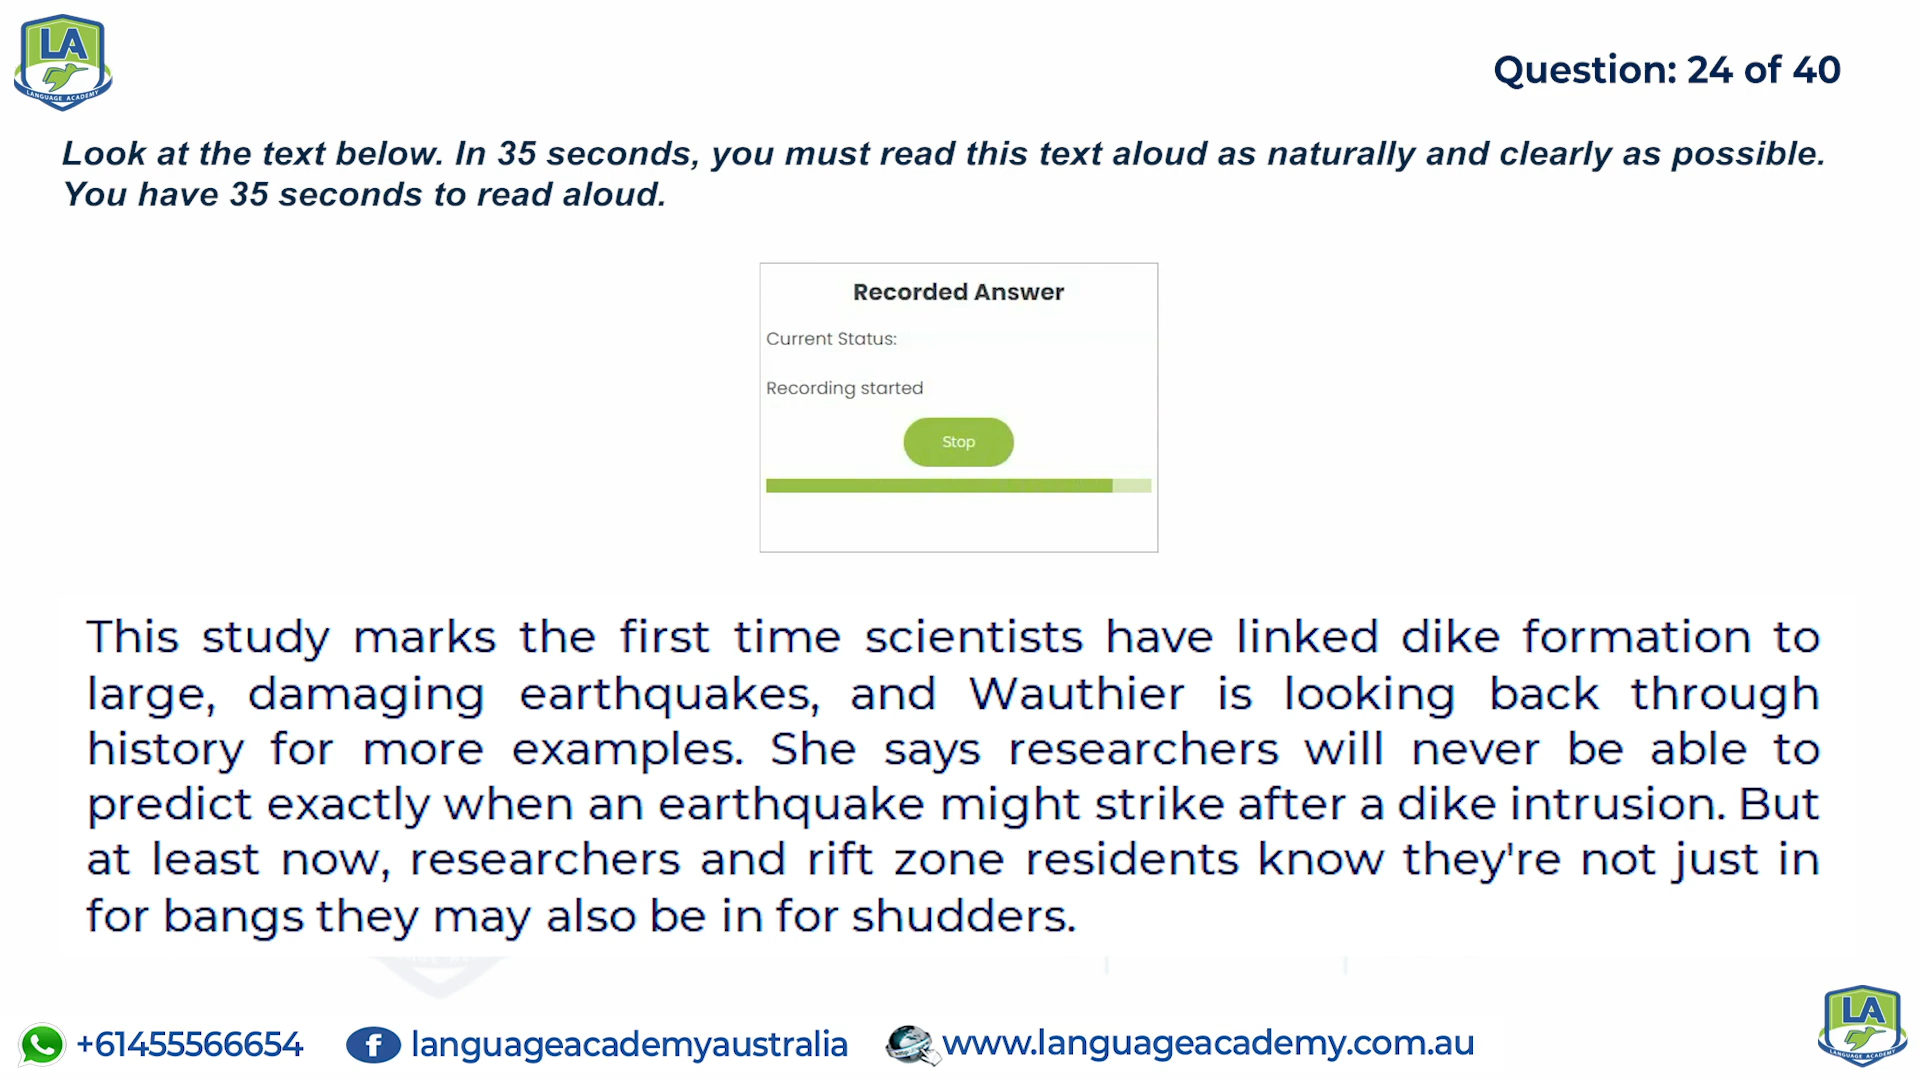 LA
LANGUAGE ACADEMY
Question: 24 of 40
Look at the text below. In 35 seconds, you must read this text aloud as naturally and clearly as possible.
You have 35 seconds to read aloud.
Recorded Answer
Current Status:
Recording started
Stop
This study marks the first time scientists have linked dike formation to
large, damaging earthquakes, and Wauthier is looking back through
history for more examples. She says researchers will never be able to
predict exactly when an earthquake might strike after a dike intrusion. But
at least now, researchers and rift zone residents know they're not just in
for bangs they may also be in for shudders.
+61455566654
f
languageacademyaustralia
www.languageacademy.com.au
LA
LANGUAGE ACADEMY